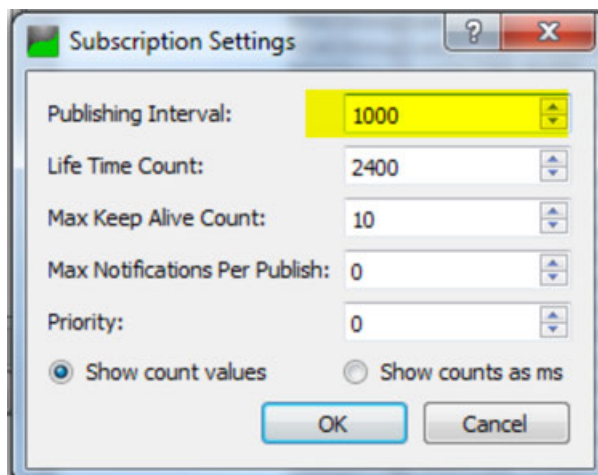 Subscription Settings
Publishing Interval: 1000
Life Time Count: 2400
Max Keep Alive Count: 10
Max Notifications Per Publish: 0
Priority: 0
Show count values Show counts as ms
OK Cancel